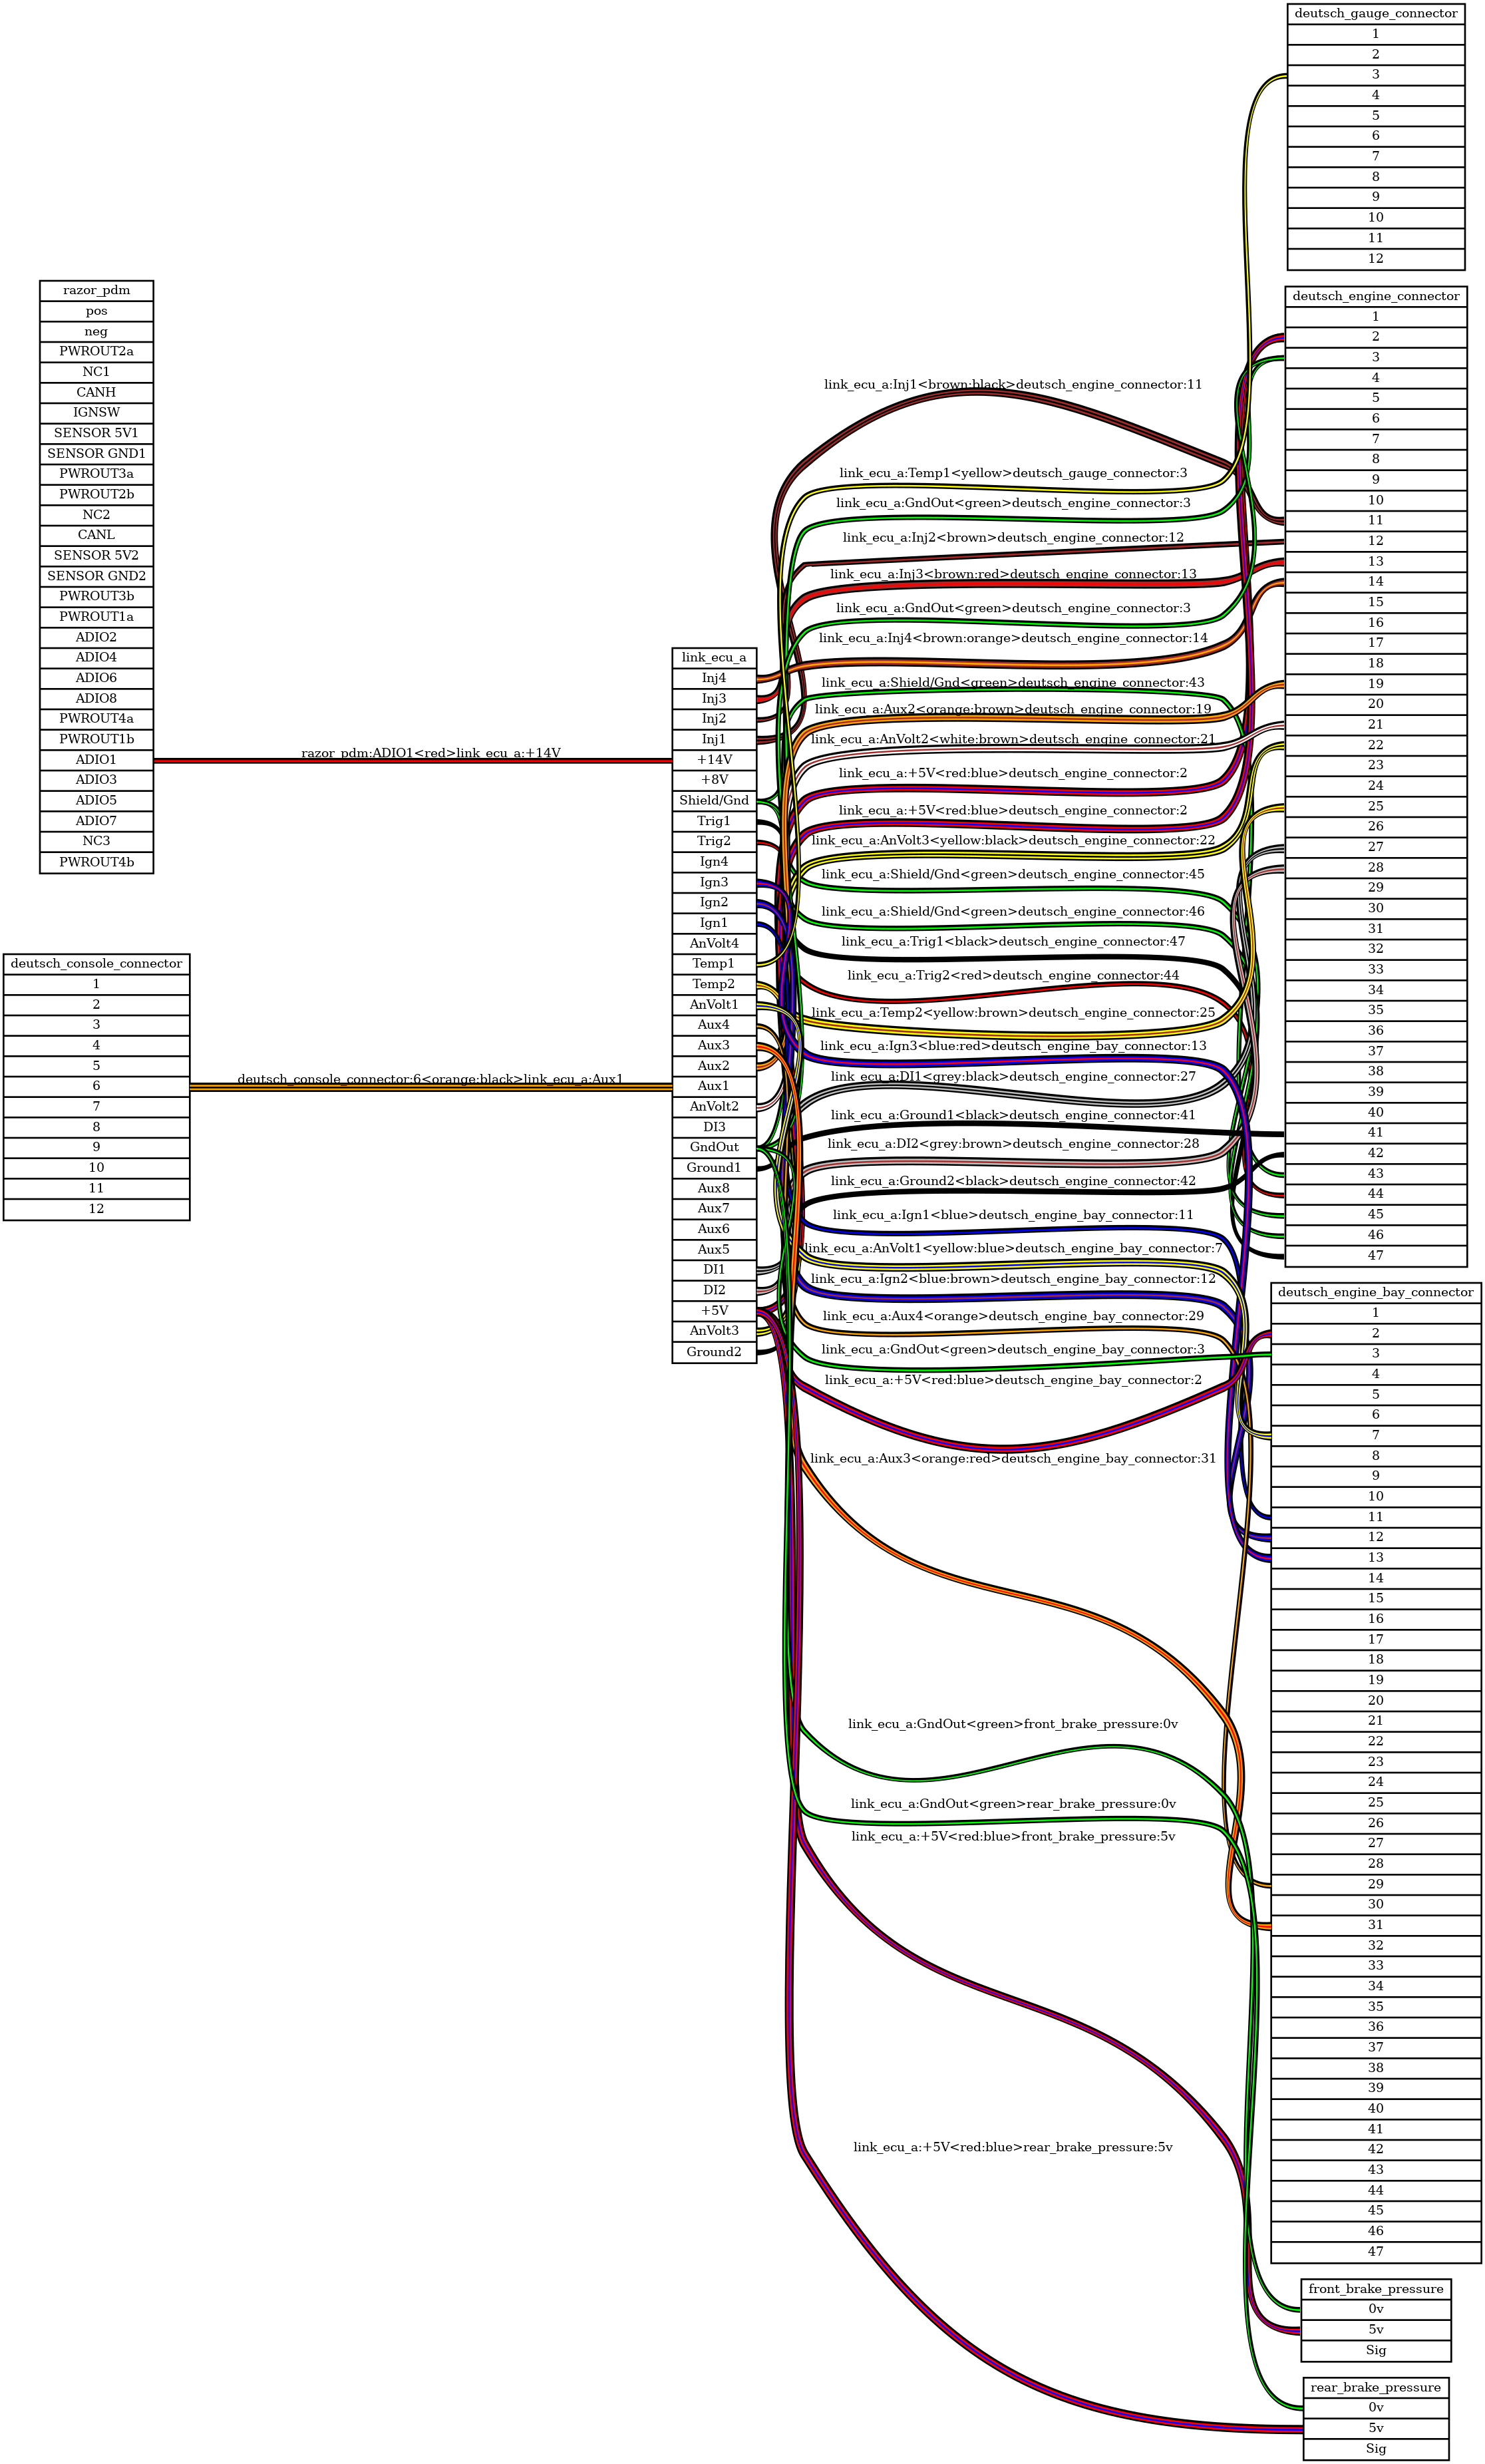 razor_pdm
pos
neg
PWROUT2a
NC1
CANH
IGNSW
SENSOR 5V1
SENSOR GND1
PWROUT3a
PWROUT2b
NC2
CANL
SENSOR 5V2
SENSOR GND2
PWROUT3b
PWROUT1a
ADIO2
ADIO4
ADIO6
ADIO8
PWROUT4a
PWROUT1b
ADIO1
ADIO3
ADIO5
ADIO7
NC3
PWROUT4b
deutsch_console_connector
1
2
3
4
5
6
7
8
9
10
11
12
razor_pdm:ADIO1<red>link_ecu_a:+14V
deutsch_console_connector:6<orange:black>link_ecu_a:Aux1
link_ecu_a
Inj4
Inj3
Inj2
Inj1
+14V
+8V
Shield/Gnd
Trig1
Trig2
Ign4
Ign3
Ign2
Ign1
AnVolt4
Temp1
Temp2
AnVolt1
Aux4
Aux3
Aux2
Aux1
AnVolt2
DI3
GndOut
Ground1
Aux8
Aux7
Aux6
Aux5
DI1
DI2
+5V
AnVolt3
Ground2
link_ecu_a:Inj1<brown:black>deutsch_engine_connector:11
link_ecu_a:Temp1<yellow>deutsch_gauge_connector:3
link_ecu_a:GndOut<green>deutsch_engine_connector:3
link_ecu_a:Inj2<brown>deutsch_engine_connector:12
link_ecu_a:Inj3<brown:red>deutsch_engine_connector:13
link_ecu_a:GndOut<green>deutsch_engine_connector:3
link_ecu_a:Inj4<brown:orange>deutsch_engine_connector:14
link_ecu_a:Shield/Gnd<green>deutsch_engine_connector:43
link_ecu_a:Aux2<orange:brown>deutsch_engine_connector:19
link_ecu_a:AnVolt2<white:brown>deutsch_engine_connector:21
link_ecu_a:+5V<red:blue>deutsch_engine_connector:2
link_ecu_a:+5V<red:blue>deutsch_engine_connector:2
link_ecu_a:AnVolt3<yellow:black>deutsch_engine_connector:22
link_ecu_a:Shield/Gnd<green>deutsch_engine_connector:45
link_ecu_a:Shield/Gnd<green>deutsch_engine_connector:46
link_ecu_a:Trig1<black>deutsch_engine_connector:47
link_ecu_a:Trig2<red>deutsch_engine_connector:44
link_ecu_a:Temp2<yellow:brown>deutsch_engine_connector:25
link_ecu_a:Ign3<blue:red>deutsch_engine_bay_connector:13
link_ecu_a:DI1<grey:black>deutsch_engine_connector:27
link_ecu_a:Ground1<black>deutsch_engine_connector:41
link_ecu_a:DI2<grey:brown>deutsch_engine_connector:28
link_ecu_a:Ground2<black>deutsch_engine_connector:42
link_ecu_a:Ign1<blue>deutsch_engine_bay_connector:11
link_ecu_a:AnVolt1<yellow:blue>deutsch_engine_bay_connector:7
link_ecu_a:Ign2<blue:brown>deutsch_engine_bay_connector:12
link_ecu_a:Aux4<orange>deutsch_engine_bay_connector:29
link_ecu_a:GndOut<green>deutsch_engine_bay_connector:3
link_ecu_a:+5V<red:blue>deutsch_engine_bay_connector:2
link_ecu_a:Aux3<orange:red>deutsch_engine_bay_connector:31
link_ecu_a:GndOut<green>front_brake_pressure:0v
link_ecu_a:GndOut<green>rear_brake_pressure:0v
link_ecu_a:+5V<red:blue>front_brake_pressure:5v
link_ecu_a:+5V<red:blue>rear_brake_pressure:5v
deutsch_gauge_connector
1
2
3
4
5
6
7
8
9
10
11
12
deutsch_engine_connector
1
2
3
4
5
6
7
8
9
10
11
12
13
14
15
16
17
18
19
20
21
22
23
24
25
26
27
28
29
30
31
32
33
34
35
36
37
38
39
40
41
42
43
44
45
46
47
deutsch_engine_bay_connector
1
2
3
4
5
6
7
8
9
10
11
12
13
14
15
16
17
18
19
20
21
22
23
24
25
26
27
28
29
30
31
32
33
34
35
36
37
38
39
40
41
42
43
44
45
46
47
front_brake_pressure
0v
5v
Sig
rear_brake_pressure
0v
5v
Sig